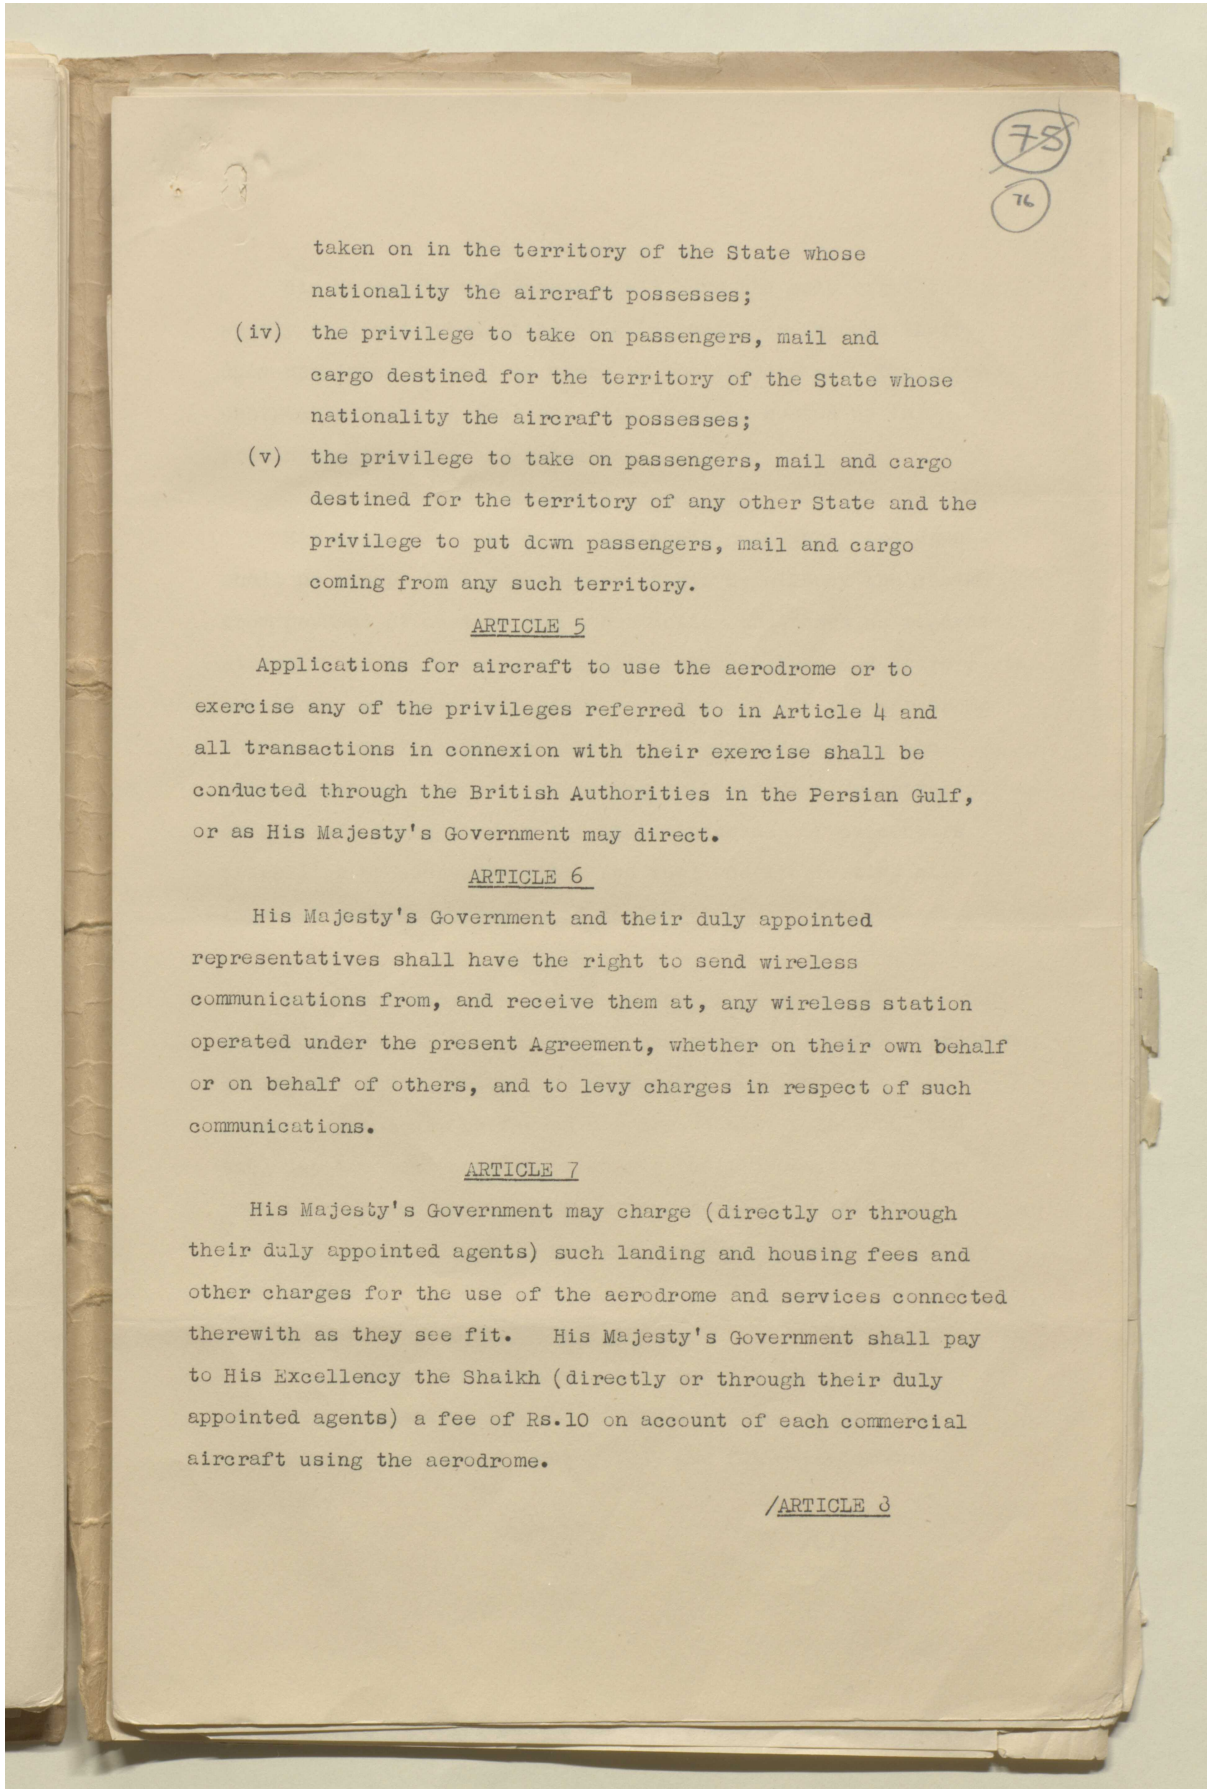 78
76
taken on in the territory of the State whose
nationality the aircraft possesses;
(iv) the privilege to take on passengers, mail and
cargo destined for the territory of the State whose
nationality the aircraft possesses;
(v) the privilege to take on passengers, mail and cargo
destined for the territory of any other State and the
privilege to put down passengers, mail and cargo
coming from any such territory.
ARTICLE 5
Applications for aircraft to use the aerodrome or to
exercise any of the privileges referred to in Article 4 and
all transactions in connexion with their exercise shall be
conducted through the British Authorities in the Persian Gulf,
or as His Majesty's Government may direct.
ARTICLE 6
His Majesty's Government and their duly appointed
representatives shall have the right to send wireless
communications from, and receive them at, any wireless station
operated under the present Agreement, whether on their own behalf
or on behalf of others, and to levy charges in respect of such
communications.
ARTICLE 7
His Majesty's Government may charge (directly or through
their duly appointed agents) such landing and housing fees and
other charges for the use of the aerodrome and services connected
therewith as they see fit. His Majesty's Government shall pay
to His Excellency the Shaikh (directly or through their duly
appointed agents) a fee of Rs.10 on account of each commercial
aircraft using the aerodrome.
/ARTICLE 8